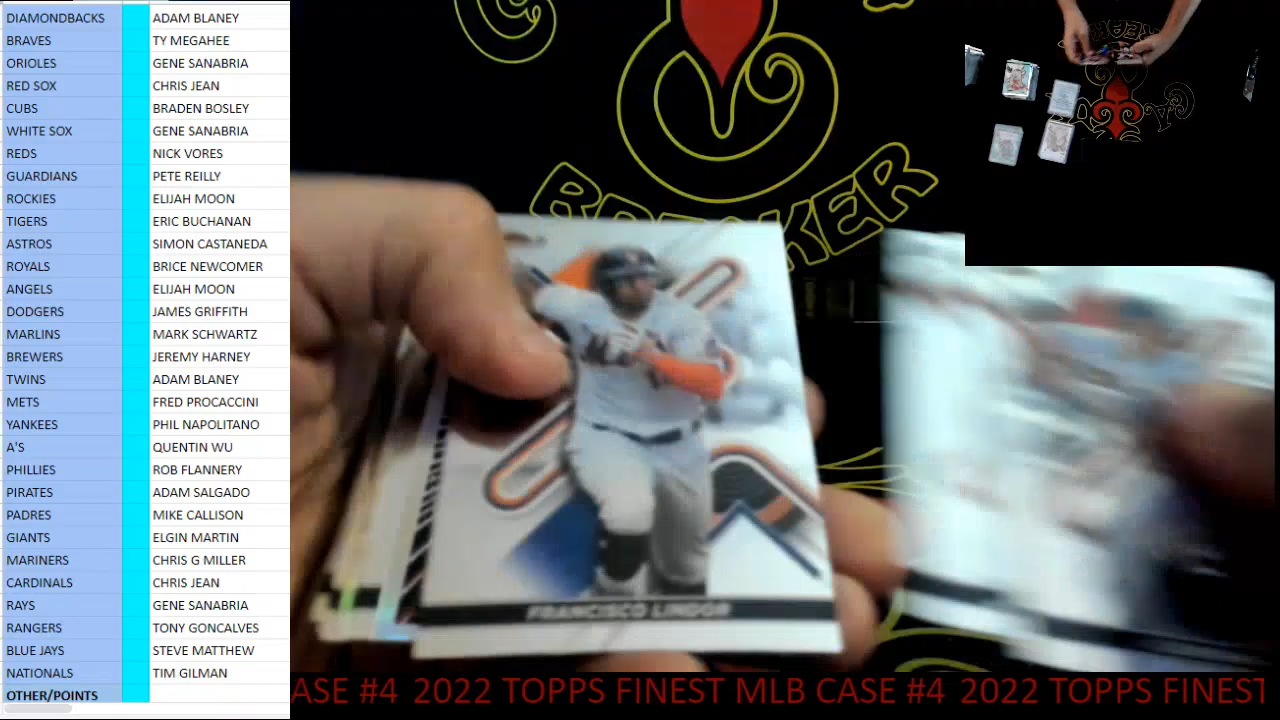 DIAMONDBACKS ADAM BLANEY
BRAVES TY MEGAHEE
ORIOLES GENE SANABRIA
RED SOX CHRIS JEAN
CUBS BRADEN BOSLEY
WHITE SOX GENE SANABRIA
REDS NICK VORES
GUARDIANS PETE REILLY
ROCKIES ELIJAH MOON
TIGERS ERIC BUCHANAN
ASTROS SIMON CASTANEDA
ROYALS BRICE NEWCOMER
ANGELS ELIJAH MOON
DODGERS JAMES GRIFFITH
MARLINS MARK SCHWARTZ
BREWERS JEREMY HARNEY
TWINS ADAM BLANEY
METS FRED PROCACCINI
YANKEES PHIL NAPOLITANO
A'S QUENTIN WU
PHILLIES ROB FLANNERY
PIRATES ADAM SALGADO
PADRES MIKE CALLISON
GIANTS ELGIN MARTIN
MARINERS CHRIS G MILLER
CARDINALS CHRIS JEAN
RAYS GENE SANABRIA
RANGERS TONY GONCALVES
BLUE JAYS STEVE MATTHEW
NATIONALS TIM GILMAN
OTHER/POINTS
BREAKER
FRANCISCO LINDOR
ASE #4 2022 TOPPS FINEST MLB CASE #4 2022 TOPPS FINEST